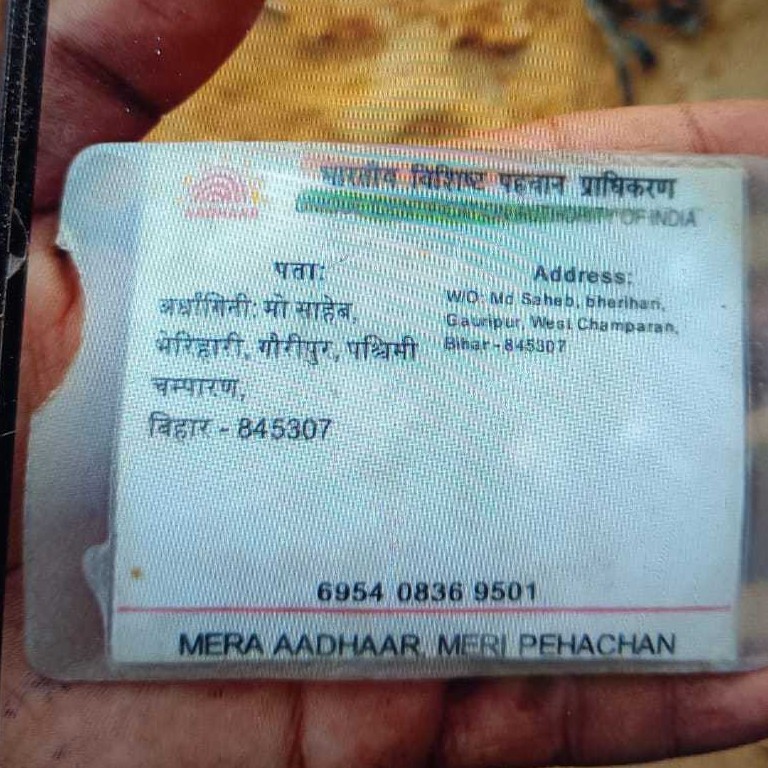 भारतीय विशिष्ट पहचान प्राधिकरण
AADHAAR
AUTHORITY OF INDIA
पता:
अर्धांगिनी: मो साहेब,
भेरिहारी, गौरीपुर, पश्चिमी
चम्पारण,
बिहार - 845307
Address:
W/O: Md Saheb, bherihari,
Gauripur, West Champaran,
Bihar - 845307
6954 0836 9501
MERA AADHAAR, MERI PEHACHAN